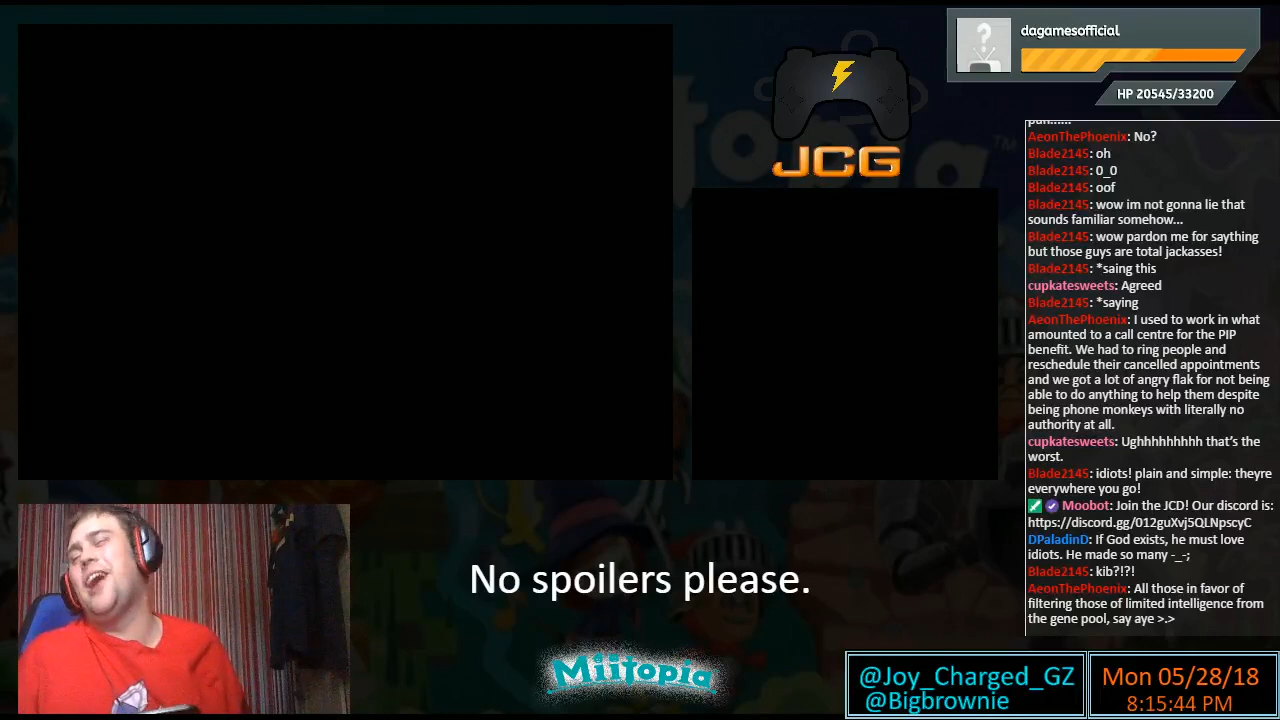 dagamesofficial
HP 20545/33200
JCG
AeonThePhoenix: No?
Blade2145: oh
Blade2145: 0_0
Blade2145: oof
Blade2145: wow im not gonna lie that
sounds familiar somehow...
Blade2145: wow pardon me for saything
but those guys are total jackasses!
Blade2145: *saing this
cupkatesweets: Agreed
Blade2145: *saying
AeonThePhoenix: I used to work in what
amounted to a call centre for the PIP
benefit. We had to ring people and
reschedule their cancelled appointments
and we got a lot of angry flak for not being
able to do anything to help them despite
being phone monkeys with literally no
authority at all.
cupkatesweets: Ughhhhhhhhh that's the
worst.
Blade2145: idiots! plain and simple: theyre
everywhere you go!
Moobot: Join the JCD! Our discord is:
https://discord.gg/012guXvj5QLNpscyC
DPaladinD: If God exists, he must love
idiots. He made so many -_-;
Blade2145: kib?!?!
AeonThePhoenix: All those in favor of
filtering those of limited intelligence from
the gene pool, say aye >.>
No spoilers please.
Miitopia
@Joy_Charged_GZ
@Bigbrownie
Mon 05/28/18
8:15:44 PM